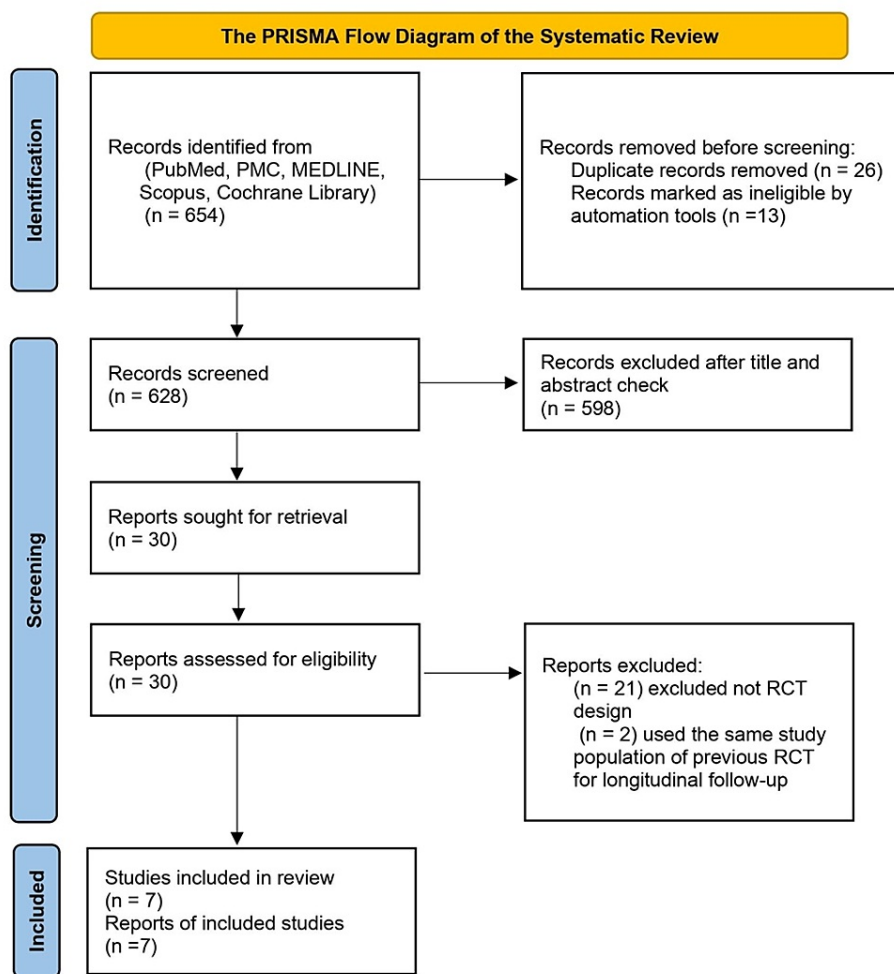 The PRISMA Flow Diagram of the Systematic Review
Identification
Records identified from
(PubMed, PMC, MEDLINE,
Scopus, Cochrane Library)
(n = 654)
Records removed before screening:
Duplicate records removed (n = 26)
Records marked as ineligible by
automation tools (n =13)
Screening
Records screened
(n = 628)
Records excluded after title and
abstract check
(n = 598)
Reports sought for retrieval
(n = 30)
Reports assessed for eligibility
(n = 30)
Reports excluded:
(n = 21) excluded not RCT
design
(n = 2) used the same study
population of previous RCT
for longitudinal follow-up
Included
Studies included in review
(n = 7)
Reports of included studies
(n =7)